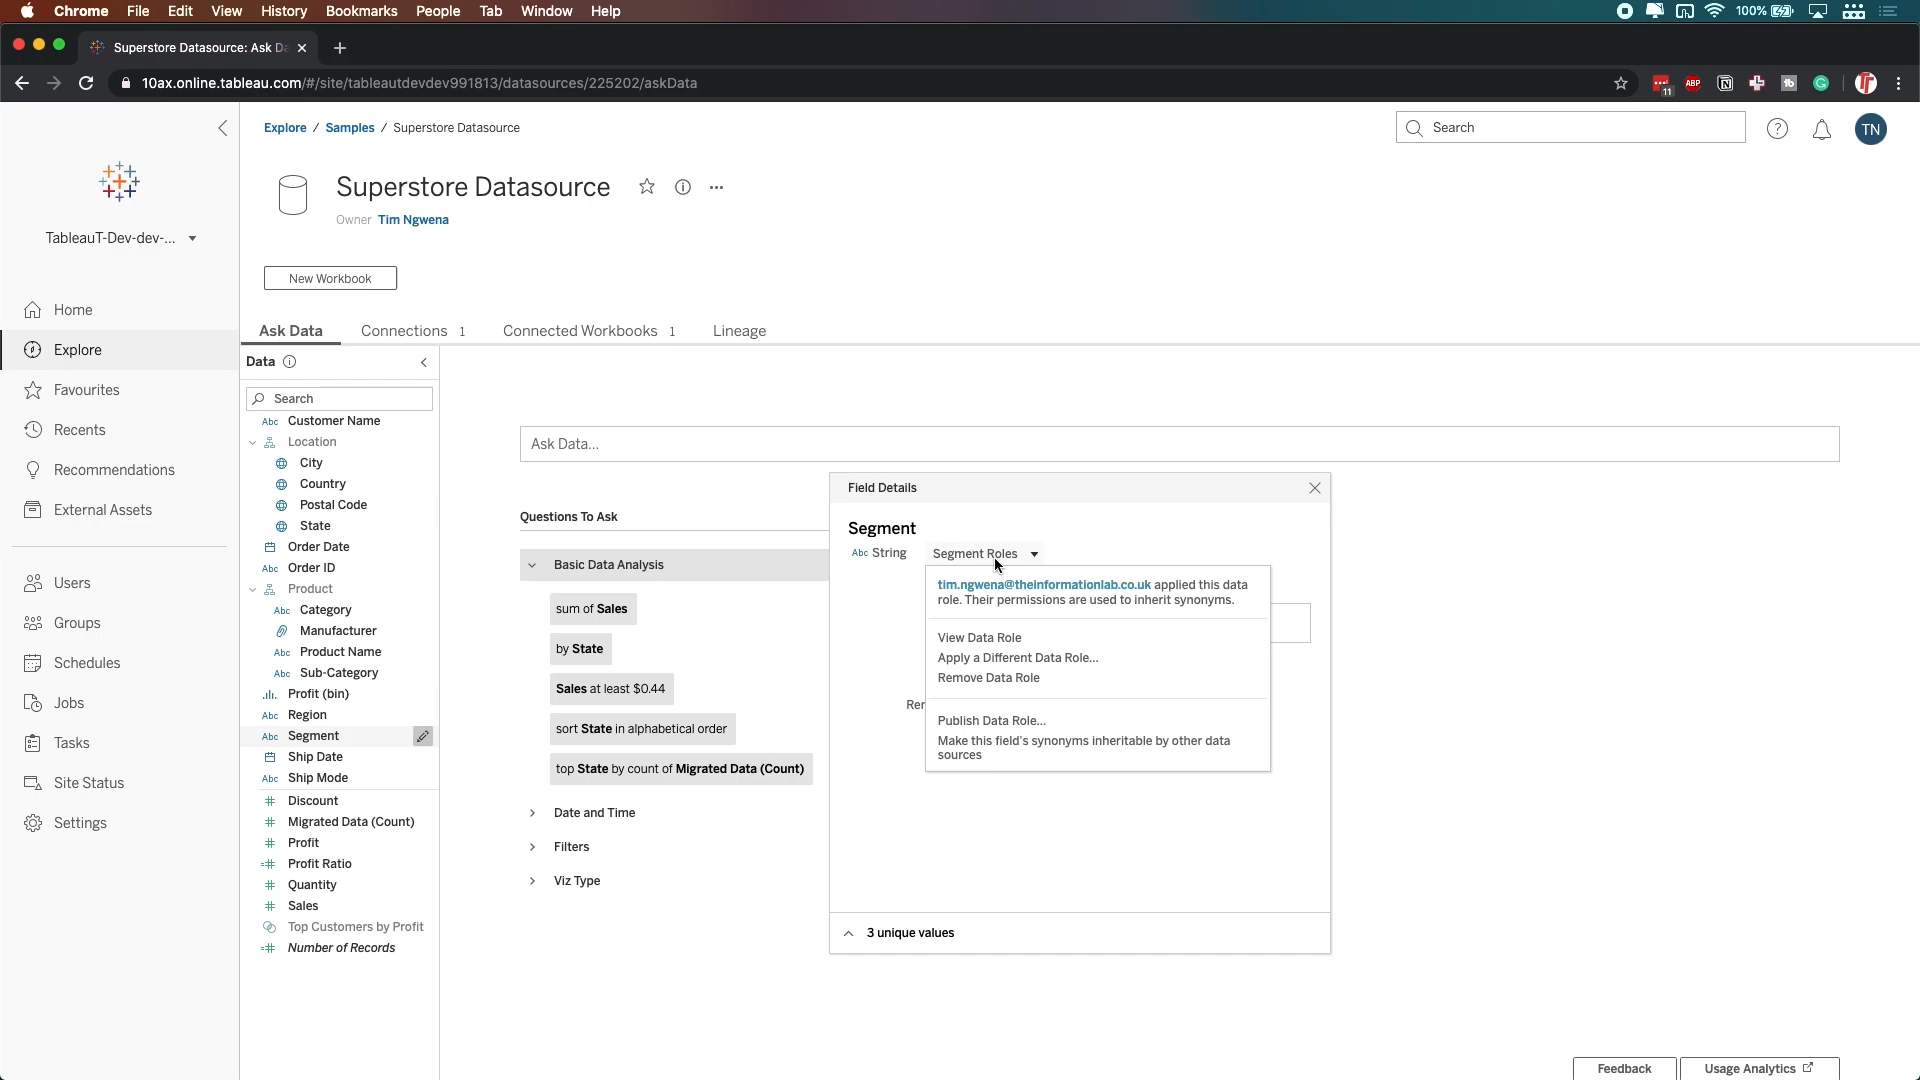 Chrome File Edit View History Bookmarks People Tab Window Help
100%
Superstore Datasource: Ask Da
10ax.online.tableau.com/#/site/tableautdevdev991813/datasources/225202/askData
11 ABP
Explore / Samples / Superstore Datasource
Search
TN
Superstore Datasource
Owner Tim Ngwena
TableauT-Dev-dev-...
New Workbook
Home
Explore
Favourites
Recents
Recommendations
External Assets
Users
Groups
Schedules
Jobs
Tasks
Site Status
Settings
Ask Data Connections 1 Connected Workbooks 1 Lineage
Data
Search
Abc Customer Name
Location
City
Country
Postal Code
State
Order Date
Abc Order ID
Product
Abc Category
Manufacturer
Abc Product Name
Abc Sub-Category
Profit (bin)
Abc Region
Abc Segment
Ship Date
Abc Ship Mode
# Discount
# Migrated Data (Count)
# Profit
=# Profit Ratio
# Quantity
# Sales
Top Customers by Profit
=# Number of Records
Ask Data...
Questions To Ask
Basic Data Analysis
sum of Sales
by State
Sales at least $0.44
sort State in alphabetical order
top State by count of Migrated Data (Count)
Date and Time
Filters
Viz Type
Field Details
Segment
Abc String Segment Roles
tim.ngwena@theinformationlab.co.uk applied this data
role. Their permissions are used to inherit synonyms.
View Data Role
Apply a Different Data Role...
Remove Data Role
Rer
Publish Data Role...
Make this field's synonyms inheritable by other data
sources
3 unique values
Feedback
Usage Analytics